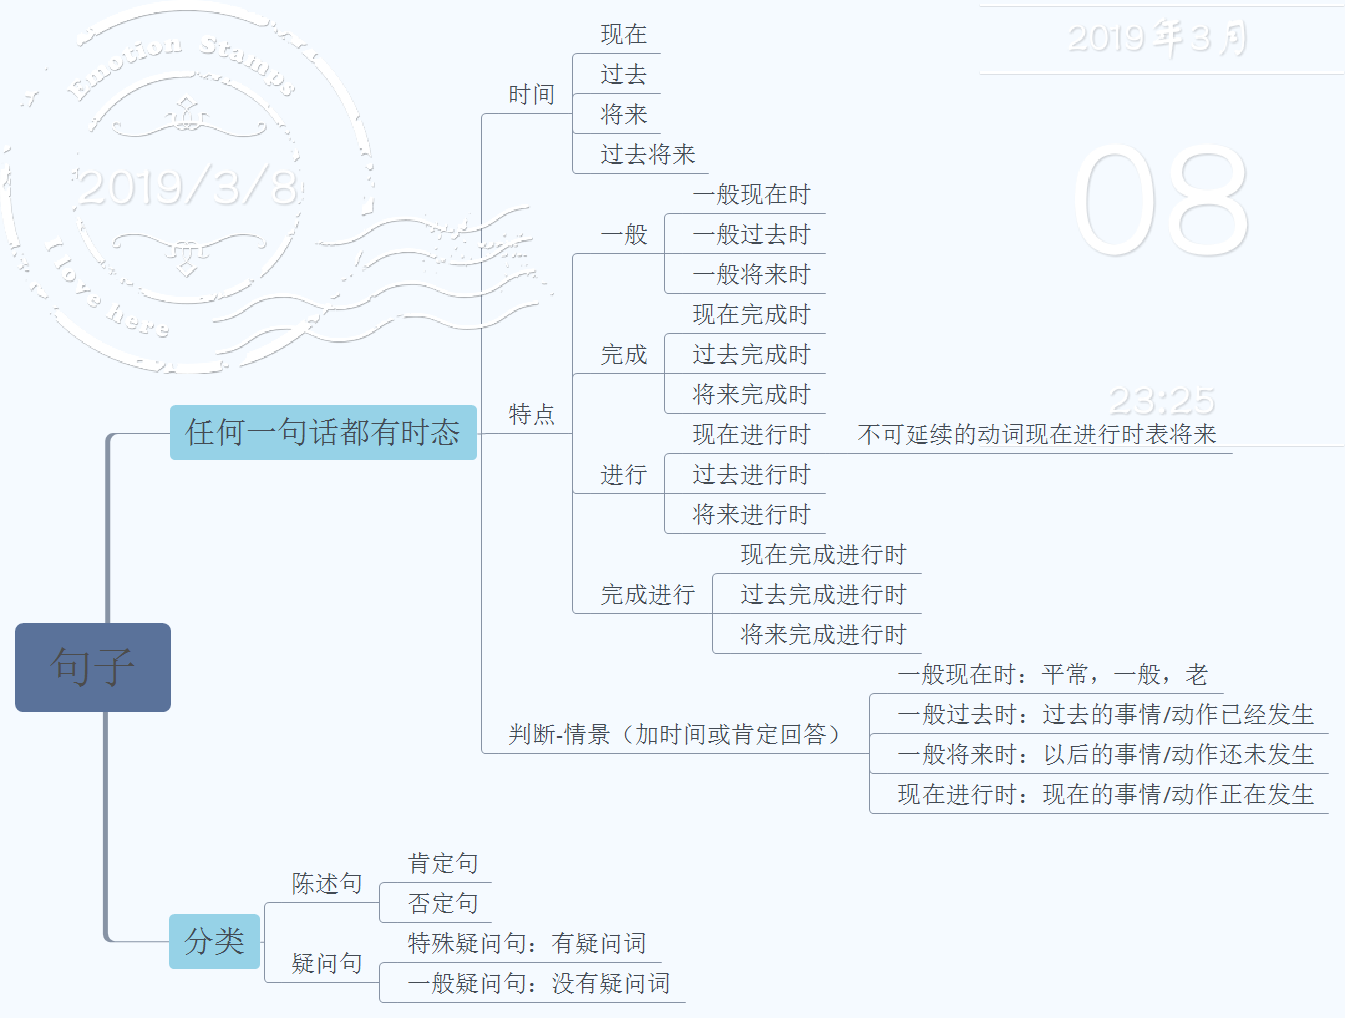 Emotion Stamps
2019/3/8
I love here
2019年3月
08
23:25
句子
任何一句话都有时态
时间
现在
过去
将来
过去将来
特点
一般
一般现在时
一般过去时
一般将来时
完成
现在完成时
过去完成时
将来完成时
进行
现在进行时
不可延续的动词现在进行时表将来
过去进行时
将来进行时
完成进行
现在完成进行时
过去完成进行时
将来完成进行时
判断-情景（加时间或肯定回答）
一般现在时：平常，一般，老
一般过去时：过去的事情/动作已经发生
一般将来时：以后的事情/动作还未发生
现在进行时：现在的事情/动作正在发生
分类
陈述句
肯定句
否定句
疑问句
特殊疑问句：有疑问词
一般疑问句：没有疑问词